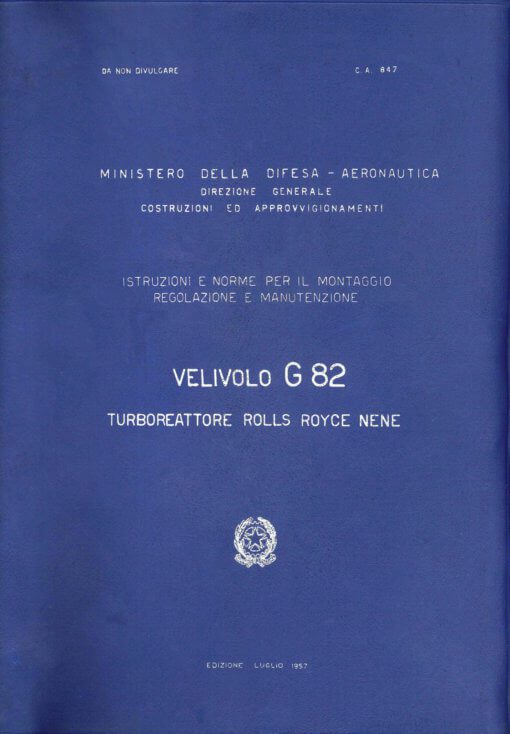 DA NON DIVULGARE
C. A. 847
MINISTERO DELLA DIFESA - AERONAUTICA
DIREZIONE GENERALE
COSTRUZIONI ED APPROVVIGIONAMENTI
ISTRUZIONI E NORME PER IL MONTAGGIO
REGOLAZIONE E MANUTENZIONE
VELIVOLO G 82
TURBOREATTORE ROLLS ROYCE NENE
EDIZIONE LUGLIO 1957